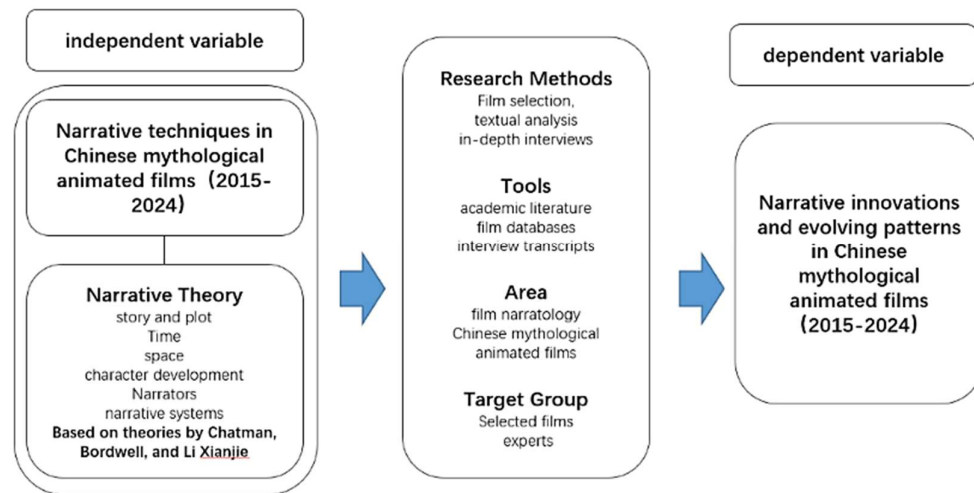 independent variable
Narrative techniques in
Chinese mythological
animated films（2015-
2024）
Narrative Theory
story and plot
Time
space
character development
Narrators
narrative systems
Based on theories by Chatman,
Bordwell, and Li Xianjie
Research Methods
Film selection,
textual analysis
in-depth interviews
Tools
academic literature
film databases
interview transcripts
Area
film narratology
Chinese mythological
animated films
Target Group
Selected films
experts
dependent variable
Narrative innovations
and evolving patterns
in Chinese
mythological
animated films
（2015-2024）